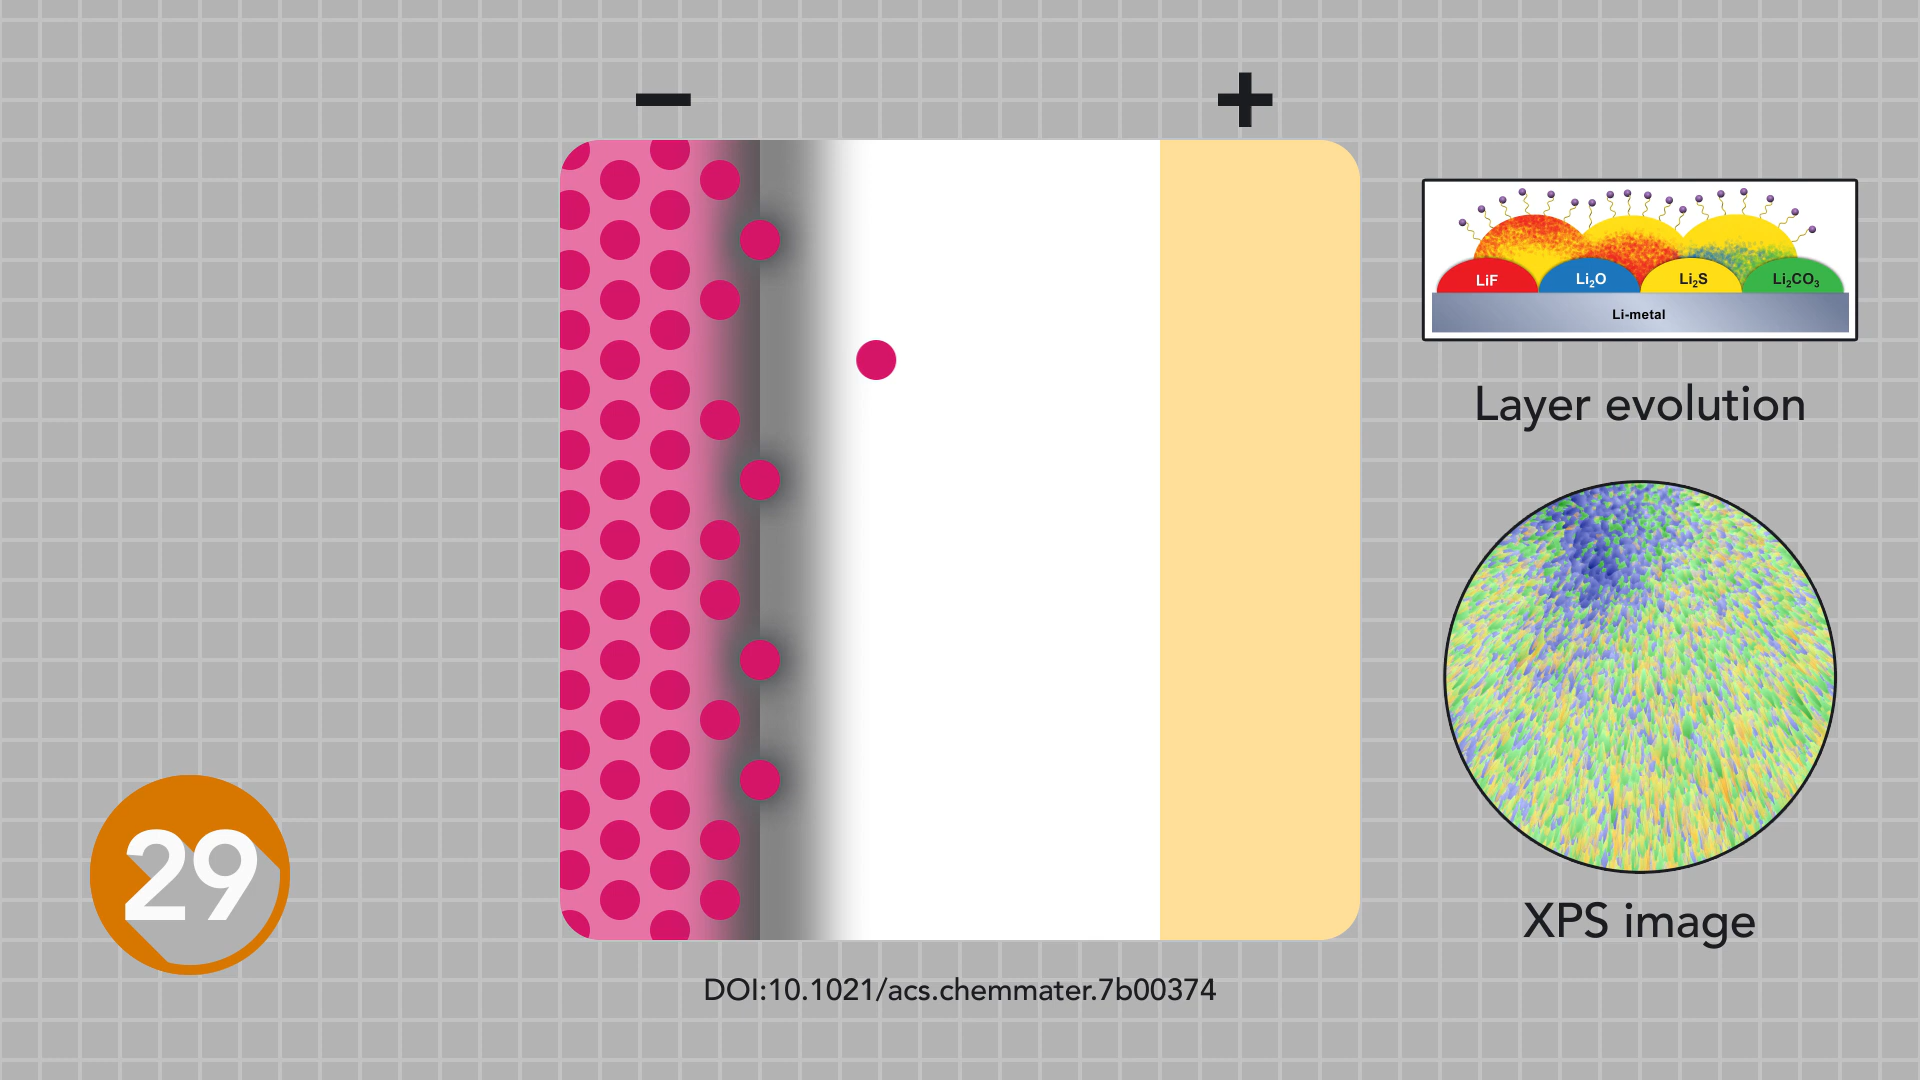 − +
LiF Li₂O Li₂S Li₂CO₃
Li-metal
Layer evolution
XPS image
29
DOI:10.1021/acs.chemmater.7b00374